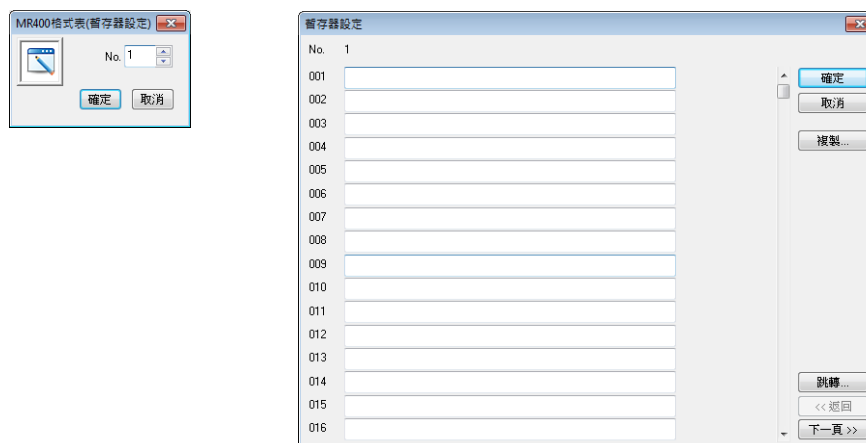 MR400格式表(暫存器設定)
No. 1
確定
取消
暫存器設定
No. 1
001
002
003
004
005
006
007
008
009
010
011
012
013
014
015
016
確定
取消
複製...
跳轉...
<< 返回
下一頁 >>